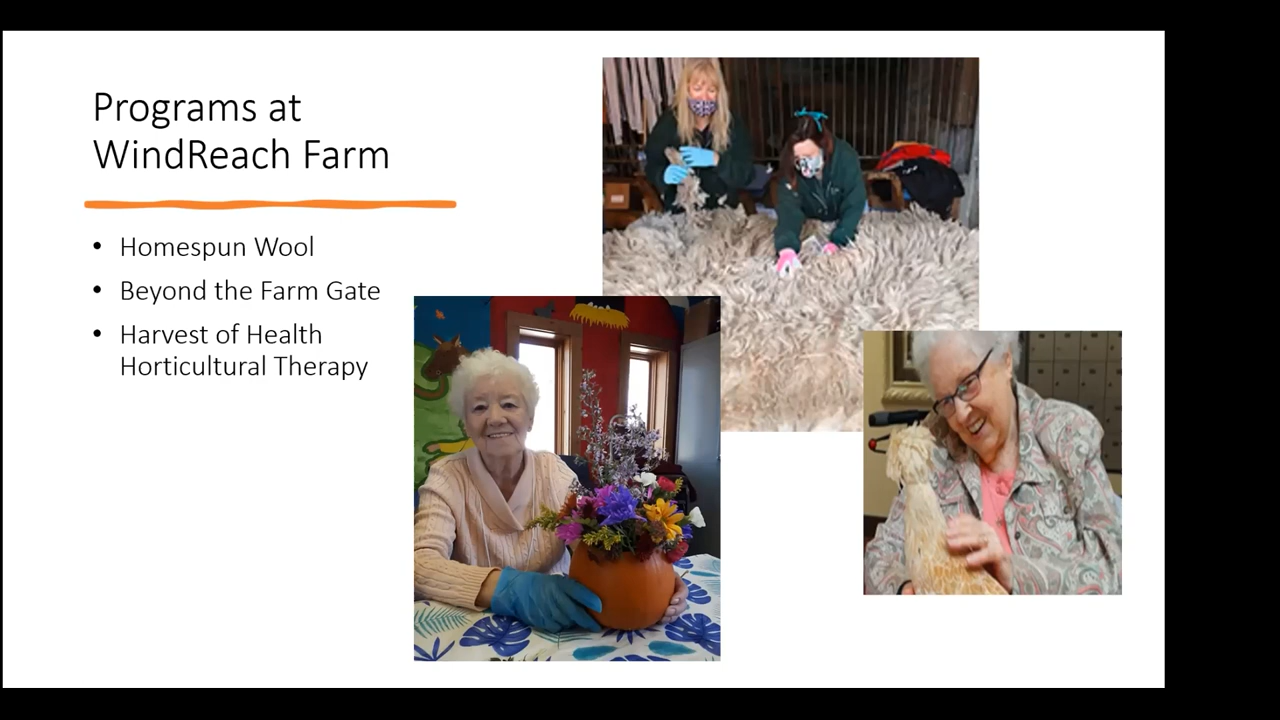 Programs at
WindReach Farm
• Homespun Wool
• Beyond the Farm Gate
• Harvest of Health
Horticultural Therapy